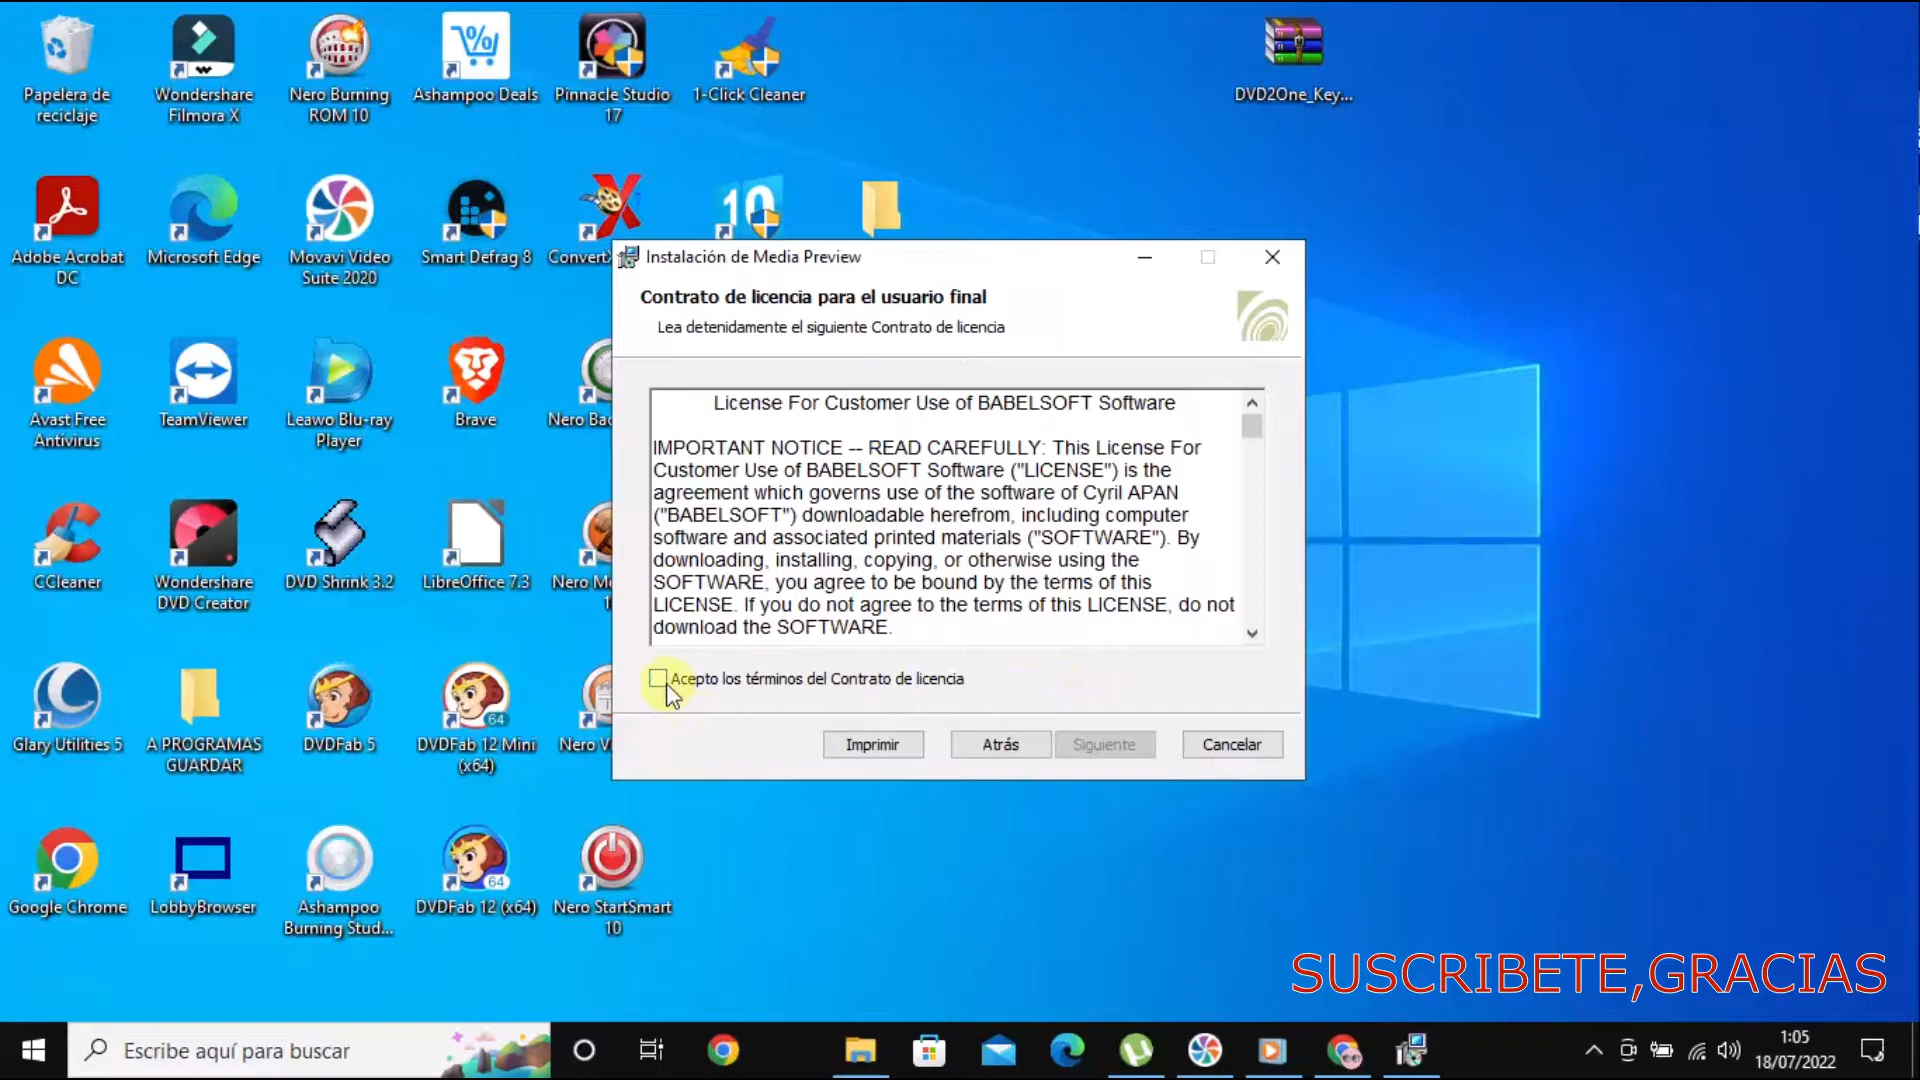 Papelera de
reciclaje
Wondershare
Filmora X
Nero Burning
ROM 10
Ashampoo Deals
Pinnacle Studio
17
1-Click Cleaner
DVD2One_Key...
Adobe Acrobat
DC
Microsoft Edge
Movavi Video
Suite 2020
Smart Defrag 8
ConvertX
10
Instalación de Media Preview
Contrato de licencia para el usuario final
Lea detenidamente el siguiente Contrato de licencia
License For Customer Use of BABELSOFT Software
IMPORTANT NOTICE -- READ CAREFULLY: This License For
Customer Use of BABELSOFT Software ("LICENSE") is the
agreement which governs use of the software of Cyril APAN
("BABELSOFT") downloadable herefrom, including computer
software and associated printed materials ("SOFTWARE"). By
downloading, installing, copying, or otherwise using the
SOFTWARE, you agree to be bound by the terms of this
LICENSE. If you do not agree to the terms of this LICENSE, do not
download the SOFTWARE.
Acepto los términos del Contrato de licencia
Imprimir
Atrás
Siguiente
Cancelar
Avast Free
Antivirus
TeamViewer
Leawo Blu-ray
Player
Brave
Nero Bac
CCleaner
Wondershare
DVD Creator
DVD Shrink 3.2
LibreOffice 7.3
Nero M
1
Glary Utilities 5
A PROGRAMAS
GUARDAR
DVDFab 5
64
DVDFab 12 Mini
(x64)
Nero V
Google Chrome
LobbyBrowser
Ashampoo
Burning Stud...
64
DVDFab 12 (x64)
Nero StartSmart
10
SUSCRIBETE,GRACIAS
Escribe aquí para buscar
1:05
18/07/2022